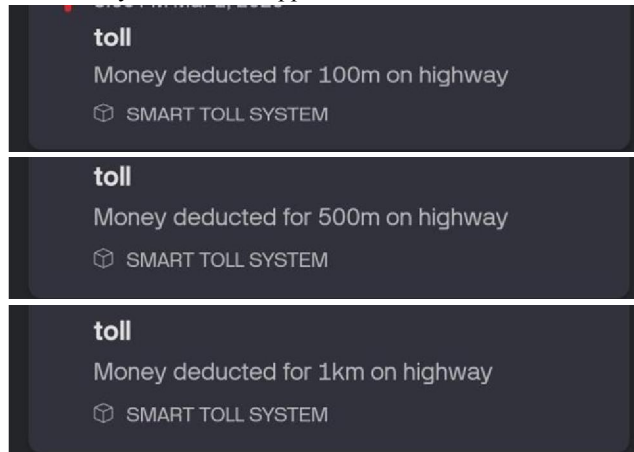 toll
Money deducted for 100m on highway
SMART TOLL SYSTEM
toll
Money deducted for 500m on highway
SMART TOLL SYSTEM
toll
Money deducted for 1km on highway
SMART TOLL SYSTEM